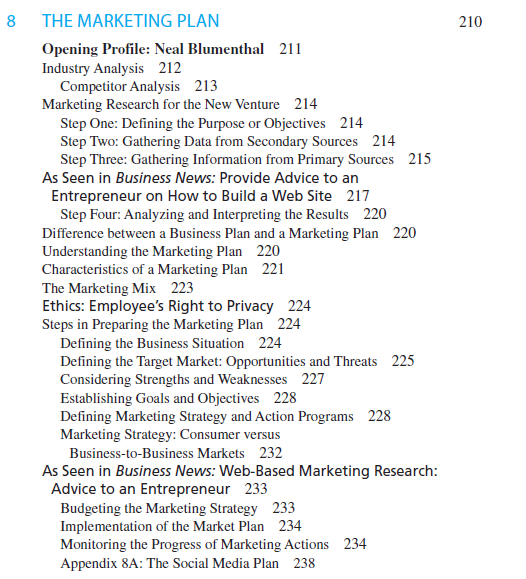 8 THE MARKETING PLAN 210
Opening Profile: Neal Blumenthal 211
Industry Analysis 212
Competitor Analysis 213
Marketing Research for the New Venture 214
Step One: Defining the Purpose or Objectives 214
Step Two: Gathering Data from Secondary Sources 214
Step Three: Gathering Information from Primary Sources 215
As Seen in Business News: Provide Advice to an
Entrepreneur on How to Build a Web Site 217
Step Four: Analyzing and Interpreting the Results 220
Difference between a Business Plan and a Marketing Plan 220
Understanding the Marketing Plan 220
Characteristics of a Marketing Plan 221
The Marketing Mix 223
Ethics: Employee's Right to Privacy 224
Steps in Preparing the Marketing Plan 224
Defining the Business Situation 224
Defining the Target Market: Opportunities and Threats 225
Considering Strengths and Weaknesses 227
Establishing Goals and Objectives 228
Defining Marketing Strategy and Action Programs 228
Marketing Strategy: Consumer versus
Business-to-Business Markets 232
As Seen in Business News: Web-Based Marketing Research:
Advice to an Entrepreneur 233
Budgeting the Marketing Strategy 233
Implementation of the Market Plan 234
Monitoring the Progress of Marketing Actions 234
Appendix 8A: The Social Media Plan 238